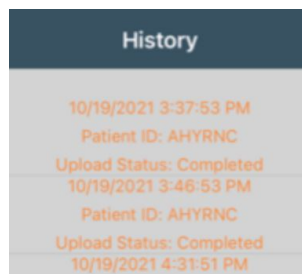 History
10/19/2021 3:37:53 PM
Patient ID: AHYRNC
Upload Status: Completed
10/19/2021 3:46:53 PM
Patient ID: AHYRNC
Upload Status: Completed
10/19/2021 4:31:51 PM